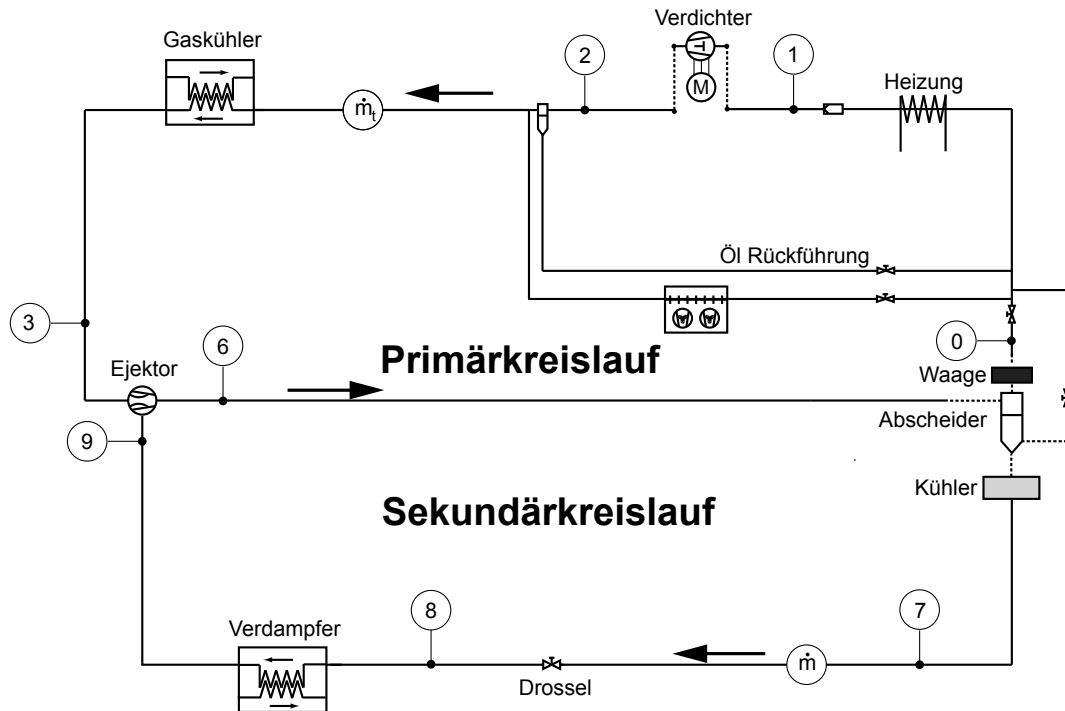 Verdichter
Gaskühler
2
1
M
Heizung
ṁt
Öl Rückführung
3
6
0
Ejektor
Primärkreislauf
Waage
Abscheider
9
Kühler
Sekundärkreislauf
8
7
Verdampfer
ṁ
Drossel